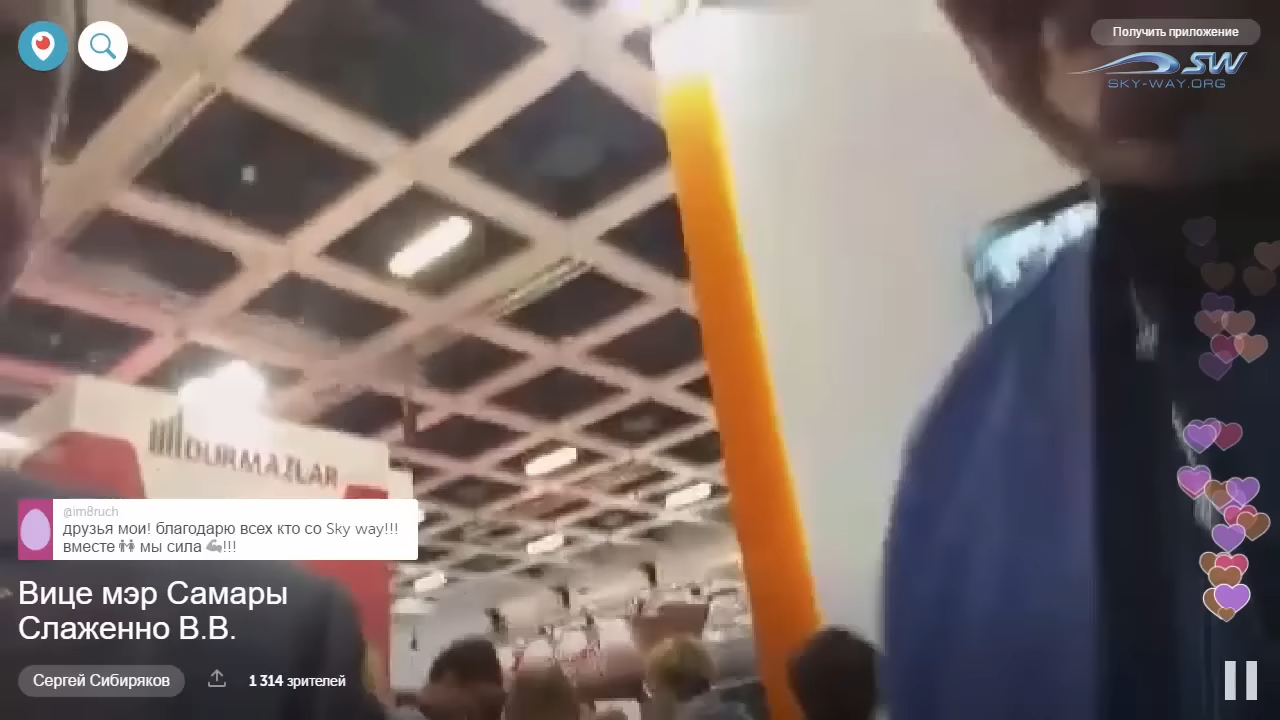 Получить приложение
SW
SKY-WAY.ORG
DURMAZLAR
@im8ruch
друзья мои! благодарю всех кто со Sky way!!!
вместе 👬 мы сила 💪!!!
Вице мэр Самары
Слаженно В.В.
Сергей Сибиряков
1 314 зрителей